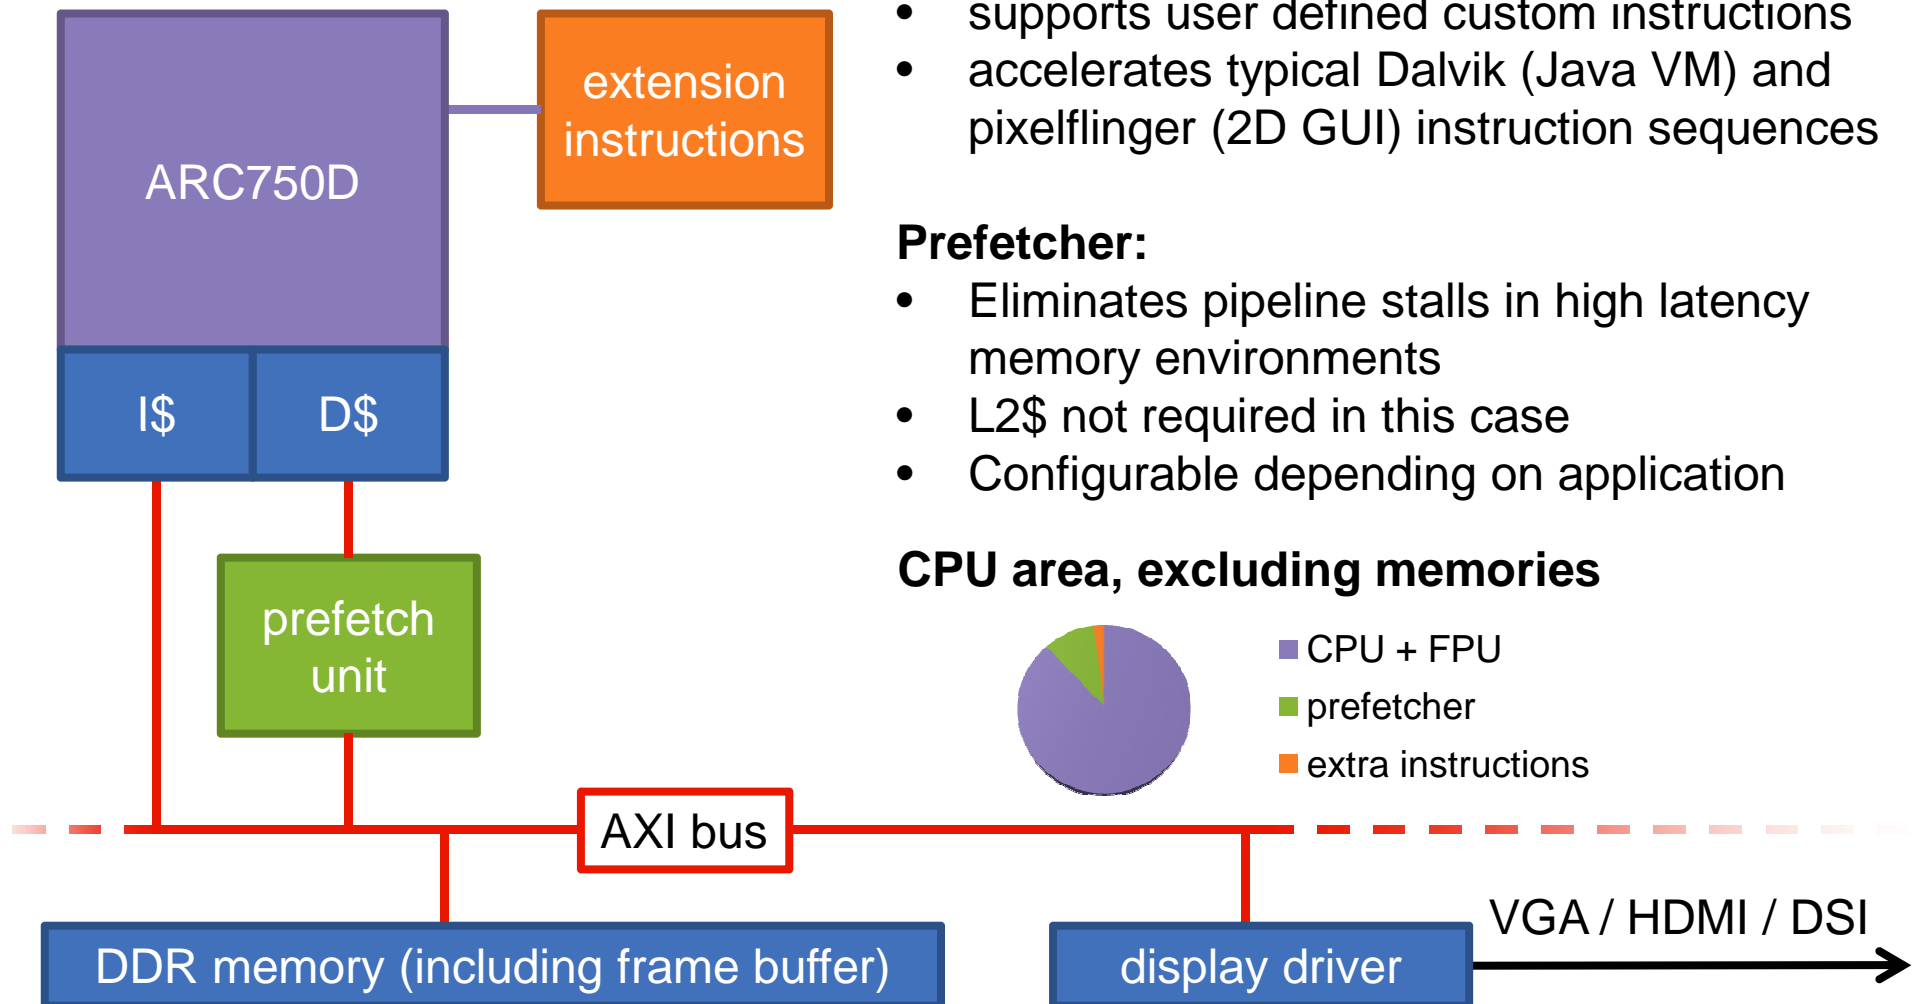 • supports user defined custom instructions
• accelerates typical Dalvik (Java VM) and
pixelflinger (2D GUI) instruction sequences
extension
instructions
ARC750D
Prefetcher:
• Eliminates pipeline stalls in high latency
memory environments
• L2$ not required in this case
• Configurable depending on application
I$ D$
CPU area, excluding memories
prefetch
unit
CPU + FPU
prefetcher
extra instructions
AXI bus
VGA / HDMI / DSI
DDR memory (including frame buffer)
display driver